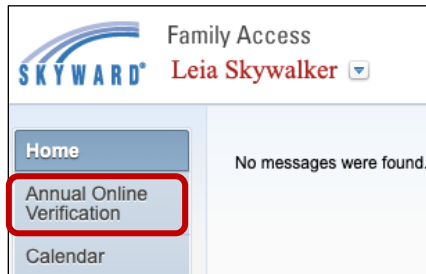 Family Access
SKYWARD®
Leia Skywalker
Home
No messages were found.
Annual Online
Verification
Calendar